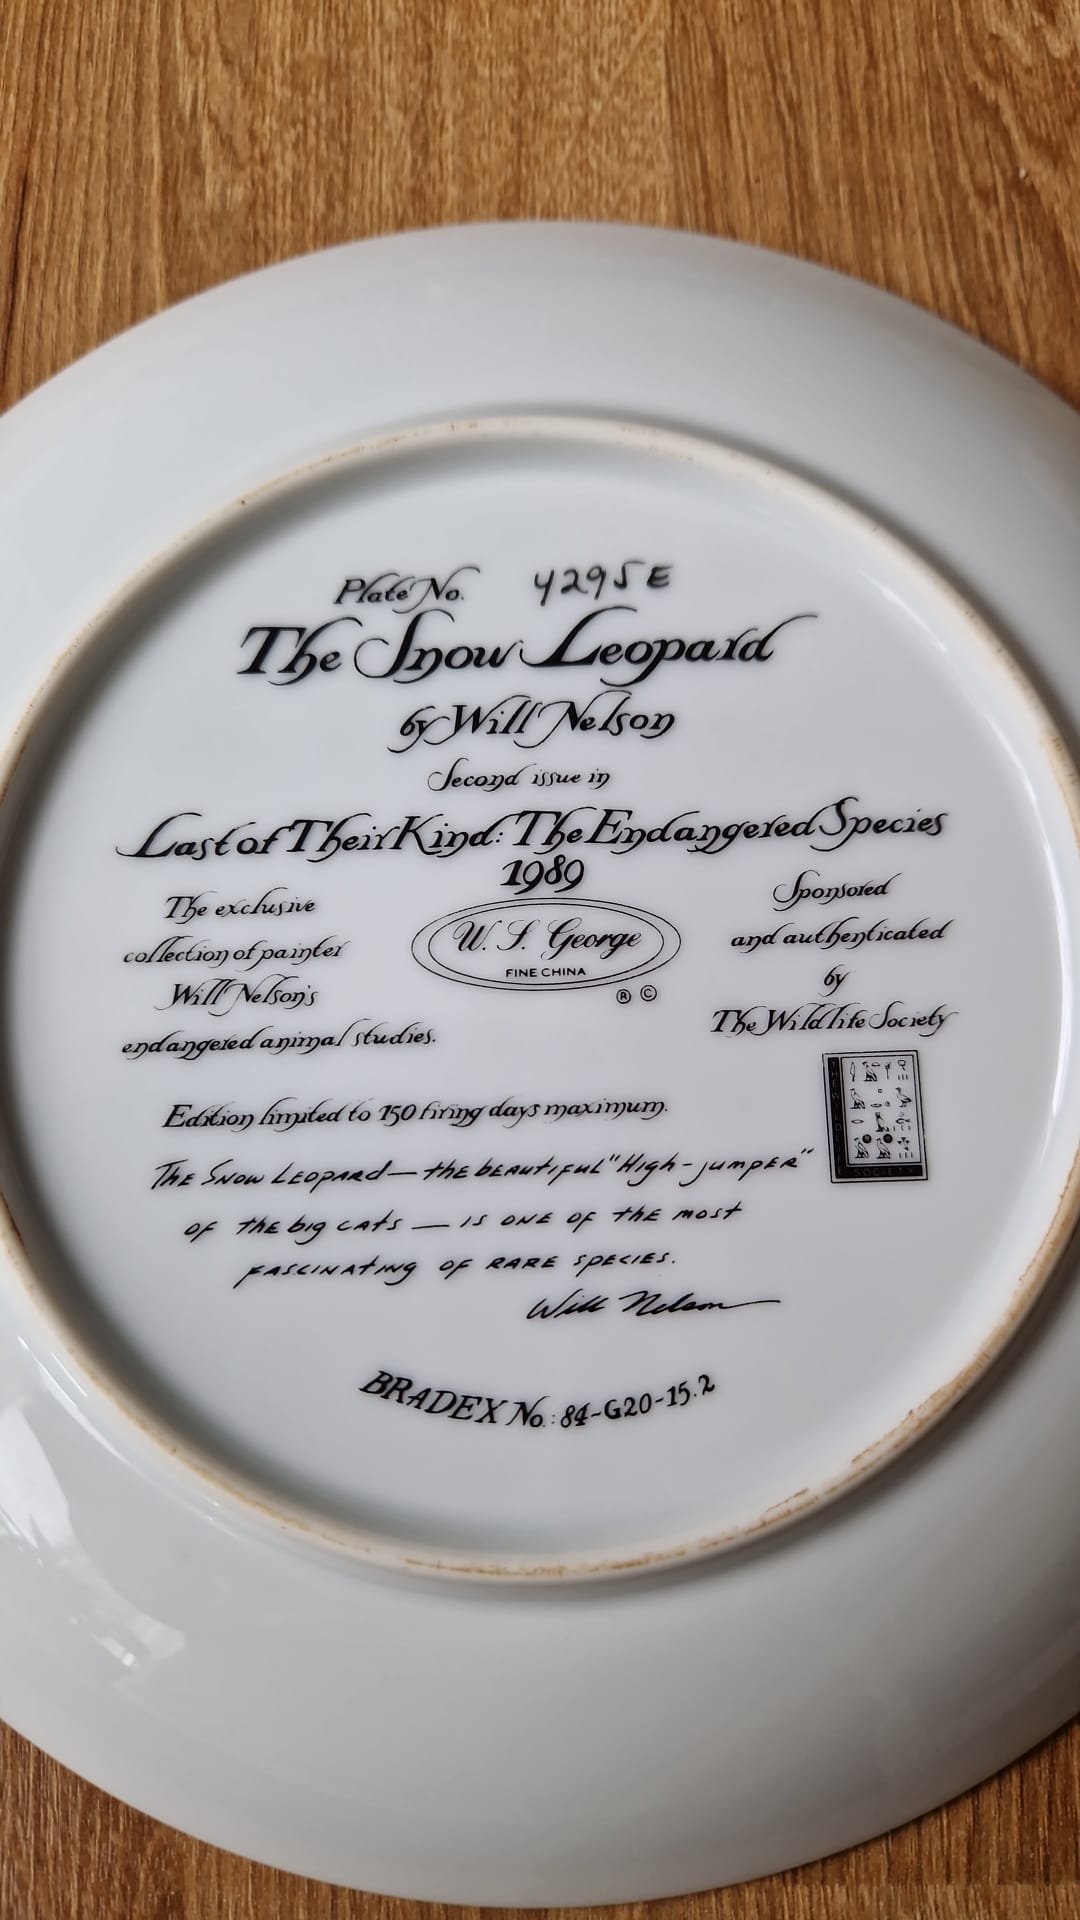 Plate No. 4295E
The Snow Leopard
by Will Nelson
Second issue in
Last of Their Kind: The Endangered Species
1989
The exclusive
collection of painter
Will Nelson's
endangered animal studies.
W. S. George
FINE CHINA
® ©
Sponsored
and authenticated
by
The Wildlife Society
THE WILDLIFE
SOCIETY
Edition limited to 150 firing days maximum.
The Snow Leopard — the beautiful "High-jumper"
of the big cats — is one of the most
fascinating of rare species.
Will Nelson
BRADEX No.: 84-G20-15.2